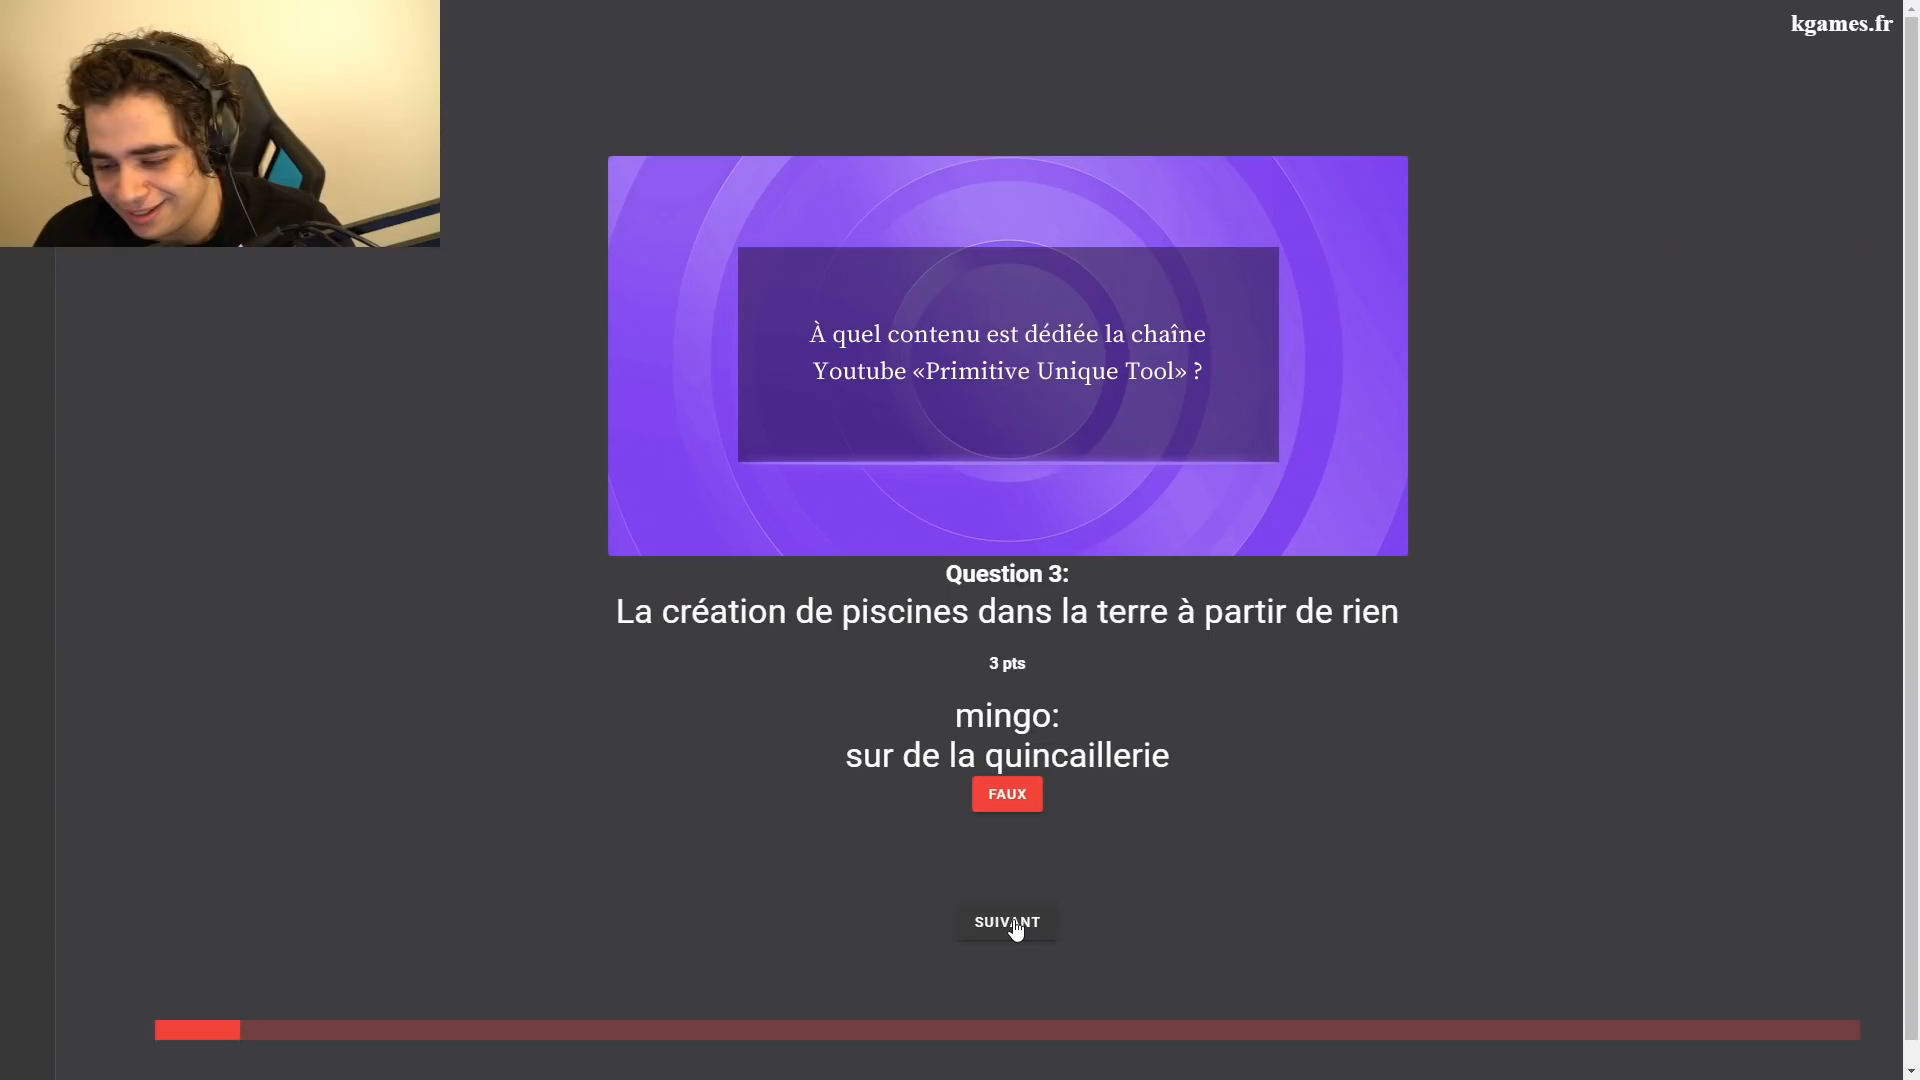 kgames.fr
À quel contenu est dédiée la chaîne
Youtube «Primitive Unique Tool» ?
Question 3:
La création de piscines dans la terre à partir de rien
3 pts
mingo:
sur de la quincaillerie
FAUX
SUIVANT